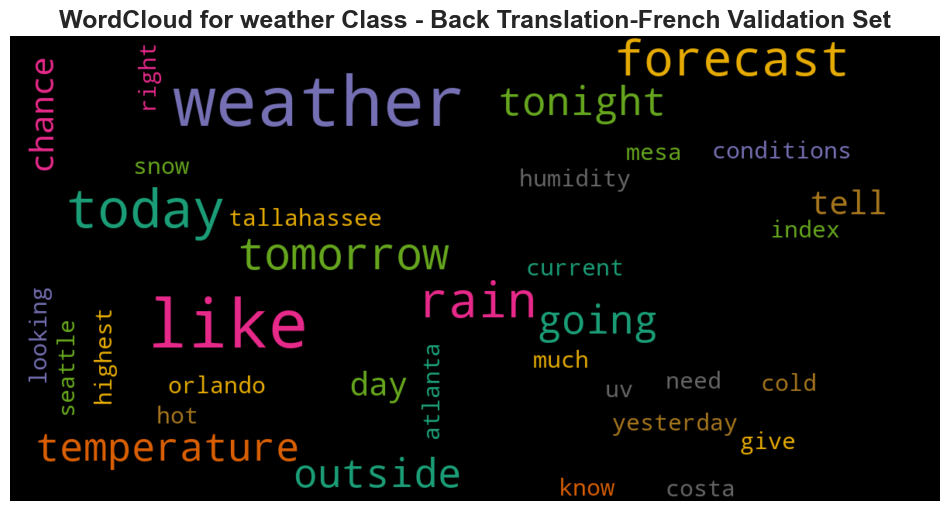 WordCloud for weather Class - Back Translation-French Validation Set
forecast
chance
right
weather
tonight
mesa
conditions
snow
humidity
today
tallahassee
tell
index
tomorrow
current
looking
seattle
highest
like
rain
going
much
atlanta
orlando
day
uv
need
cold
hot
yesterday
temperature
give
outside
know
costa